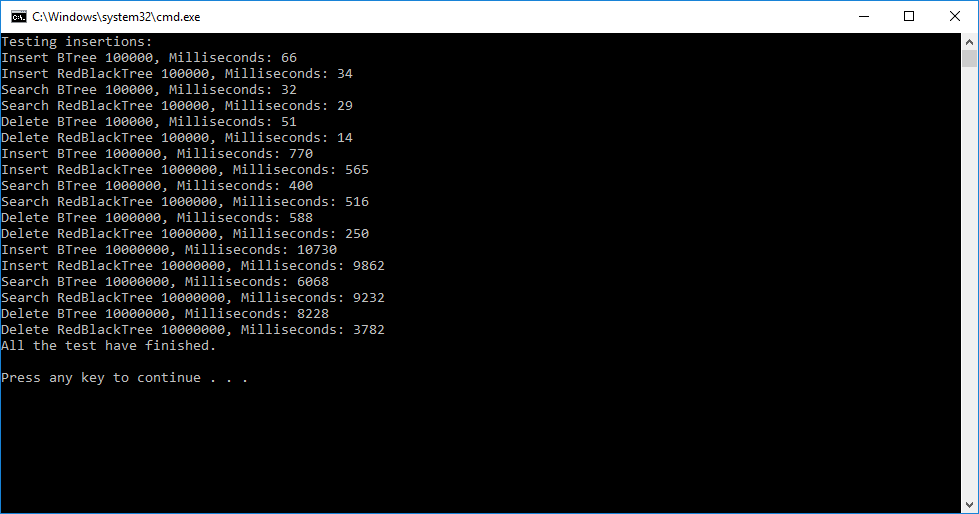 C:\Windows\system32\cmd.exe
Testing insertions:
Insert BTree 100000, Milliseconds: 66
Insert RedBlackTree 100000, Milliseconds: 34
Search BTree 100000, Milliseconds: 32
Search RedBlackTree 100000, Milliseconds: 29
Delete BTree 100000, Milliseconds: 51
Delete RedBlackTree 100000, Milliseconds: 14
Insert BTree 1000000, Milliseconds: 770
Insert RedBlackTree 1000000, Milliseconds: 565
Search BTree 1000000, Milliseconds: 400
Search RedBlackTree 1000000, Milliseconds: 516
Delete BTree 1000000, Milliseconds: 588
Delete RedBlackTree 1000000, Milliseconds: 250
Insert BTree 10000000, Milliseconds: 10730
Insert RedBlackTree 10000000, Milliseconds: 9862
Search BTree 10000000, Milliseconds: 6068
Search RedBlackTree 10000000, Milliseconds: 9232
Delete BTree 10000000, Milliseconds: 8228
Delete RedBlackTree 10000000, Milliseconds: 3782
All the test have finished.
Press any key to continue . . .